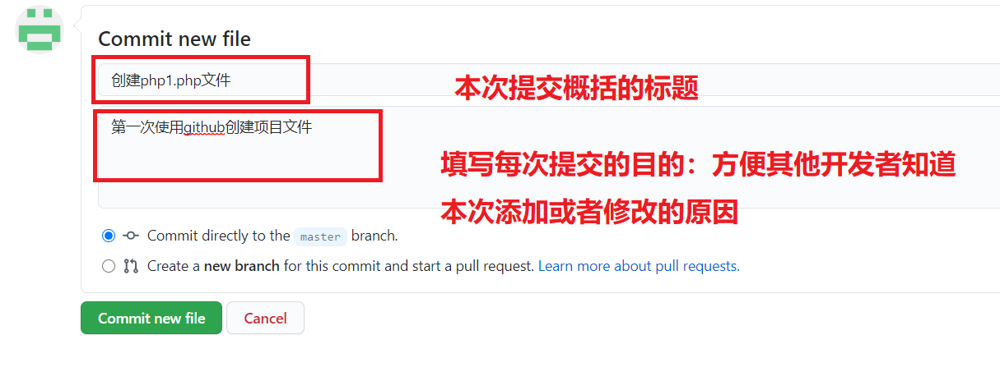 Commit new file
创建php1.php文件
本次提交概括的标题
第一次使用github创建项目文件
填写每次提交的目的：方便其他开发者知道
本次添加或者修改的原因
Commit directly to the master branch.
Create a new branch for this commit and start a pull request. Learn more about pull requests.
Commit new file Cancel